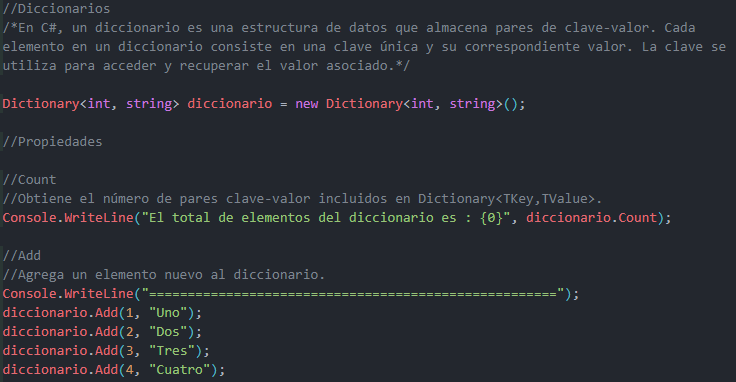 //Diccionarios
/*En C#, un diccionario es una estructura de datos que almacena pares de clave-valor. Cada
elemento en un diccionario consiste en una clave única y su correspondiente valor. La clave se
utiliza para acceder y recuperar el valor asociado.*/
Dictionary<int, string> diccionario = new Dictionary<int, string>();
//Propiedades
//Count
//Obtiene el número de pares clave-valor incluidos en Dictionary<TKey,TValue>.
Console.WriteLine("El total de elementos del diccionario es : {0}", diccionario.Count);
//Add
//Agrega un elemento nuevo al diccionario.
Console.WriteLine("=====================================================");
diccionario.Add(1, "Uno");
diccionario.Add(2, "Dos");
diccionario.Add(3, "Tres");
diccionario.Add(4, "Cuatro");